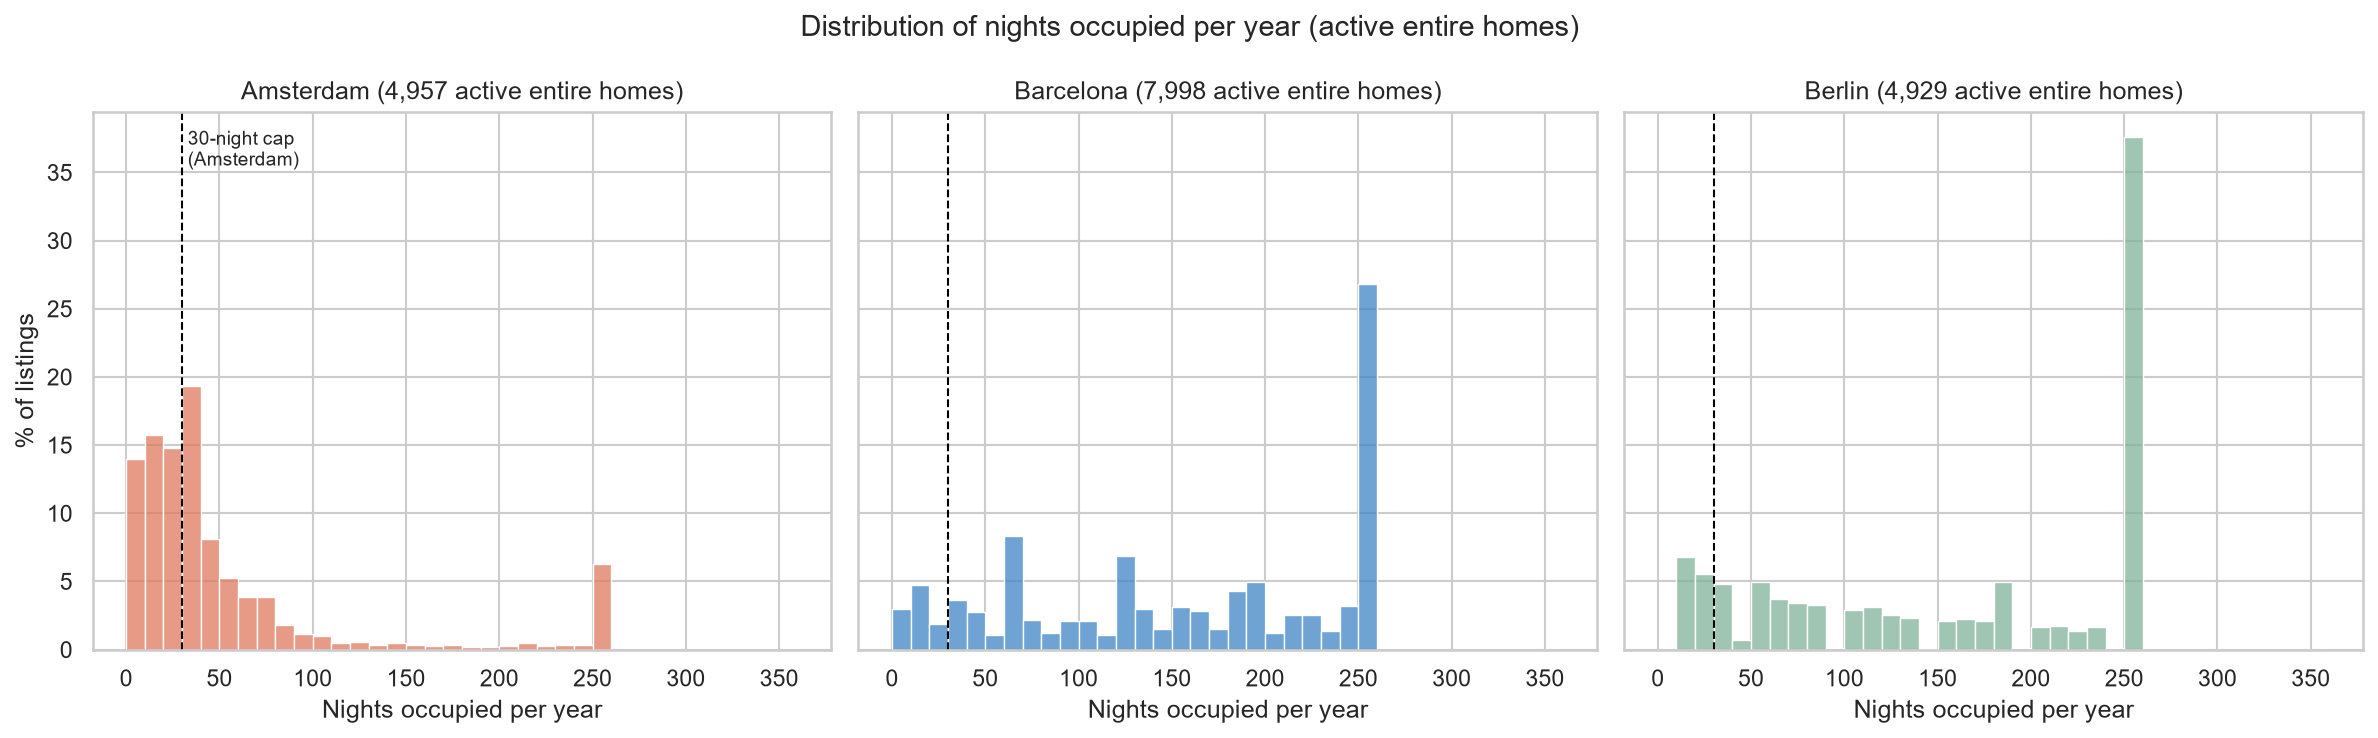 Distribution of nights occupied per year (active entire homes)
Amsterdam (4,957 active entire homes)
30-night cap
(Amsterdam)
% of listings
35
30
25
20
15
10
5
0
0 50 100 150 200 250 300 350
Nights occupied per year
Barcelona (7,998 active entire homes)
0 50 100 150 200 250 300 350
Nights occupied per year
Berlin (4,929 active entire homes)
0 50 100 150 200 250 300 350
Nights occupied per year